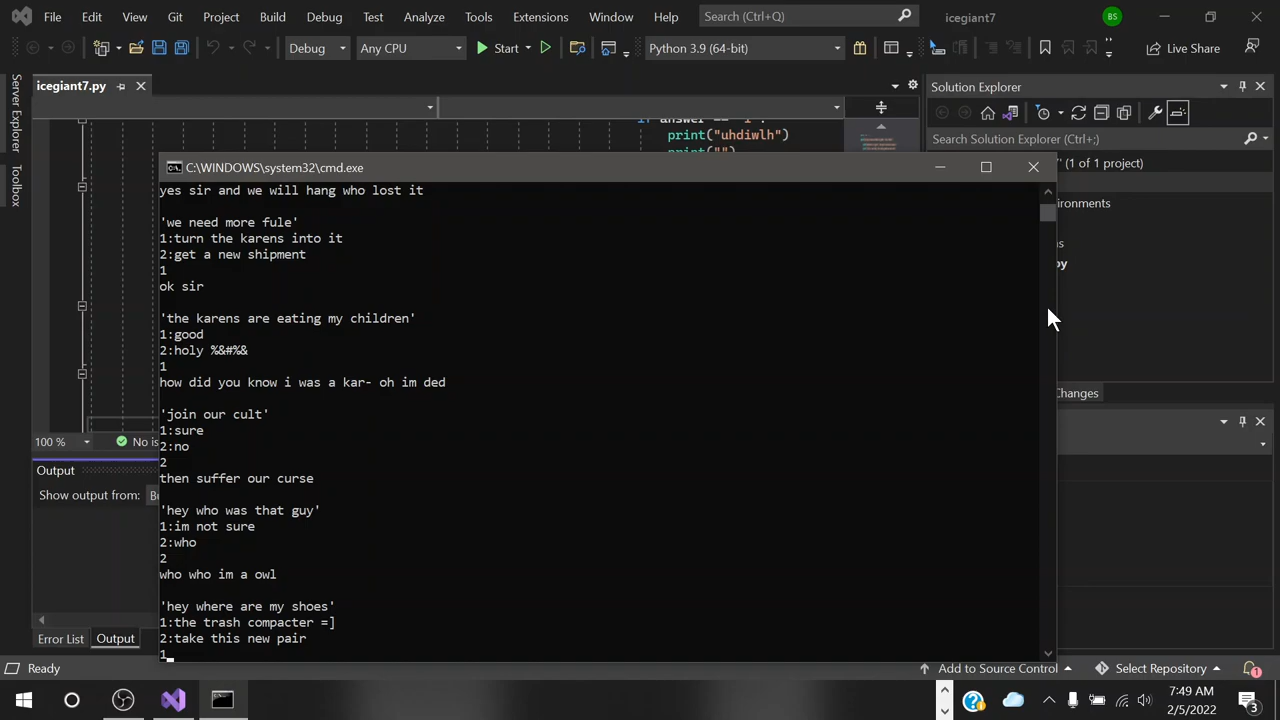 File Edit View Git Project Build Debug Test Analyze Tools Extensions Window Help Search (Ctrl+Q) icegiant7 BS
Debug Any CPU Start Python 3.9 (64-bit) Live Share
Server Explorer
Toolbox
icegiant7.py
print("uhdiwlh")
C:\WINDOWS\system32\cmd.exe
yes sir and we will hang who lost it
'we need more fule'
1:turn the karens into it
2:get a new shipment
1
ok sir
'the karens are eating my children'
1:good
2:holy %&#%&
1
how did you know i was a kar- oh im ded
'join our cult'
1:sure
2:no
2
then suffer our curse
'hey who was that guy'
1:im not sure
2:who
2
who who im a owl
'hey where are my shoes'
1:the trash compacter =]
2:take this new pair
1
Solution Explorer
Search Solution Explorer (Ctrl+;)
(1 of 1 project)
Changes
100 % No is
Output
Show output from:
Error List Output
Ready Add to Source Control Select Repository 1
7:49 AM
2/5/2022
3